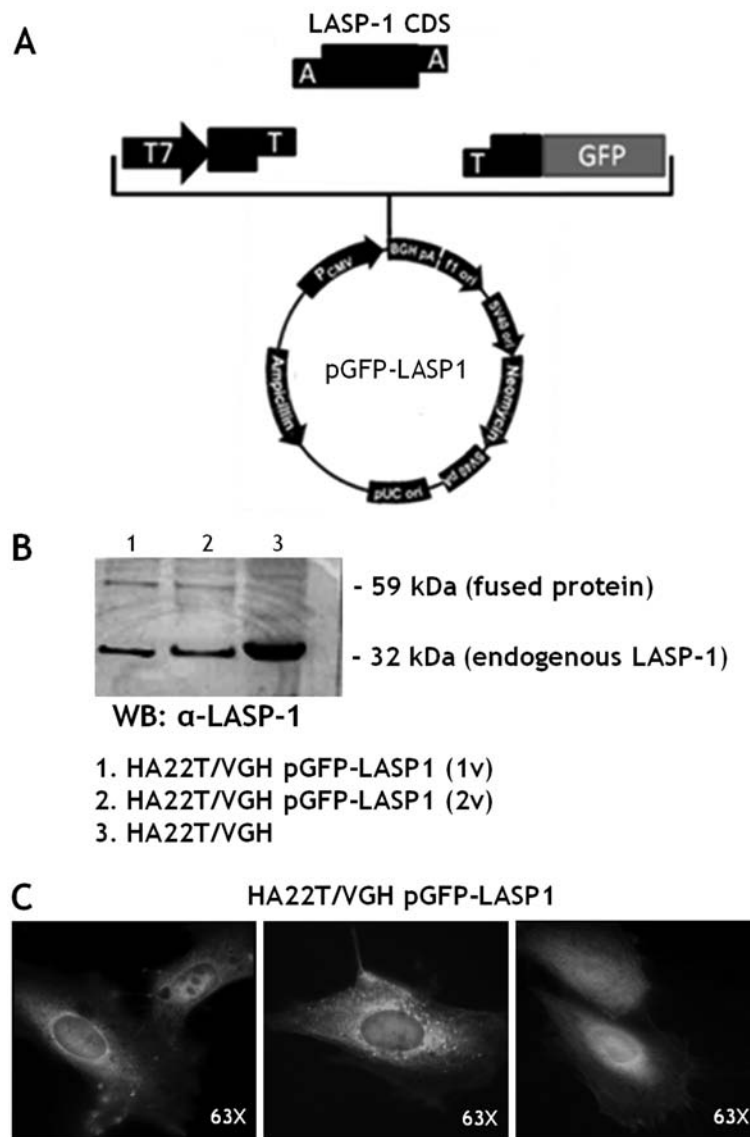 A
LASP-1 CDS
A
A
T7
T
T
GFP
PCMV
BGH pA
f1 ori
SV40 ori
Neomycin
SV40 pA
pUC ori
Ampicillin
pGFP-LASP1
B
1 2 3
- 59 kDa (fused protein)
- 32 kDa (endogenous LASP-1)
WB: α-LASP-1
1. HA22T/VGH pGFP-LASP1 (1v)
2. HA22T/VGH pGFP-LASP1 (2v)
3. HA22T/VGH
C
HA22T/VGH pGFP-LASP1
63X
63X
63X